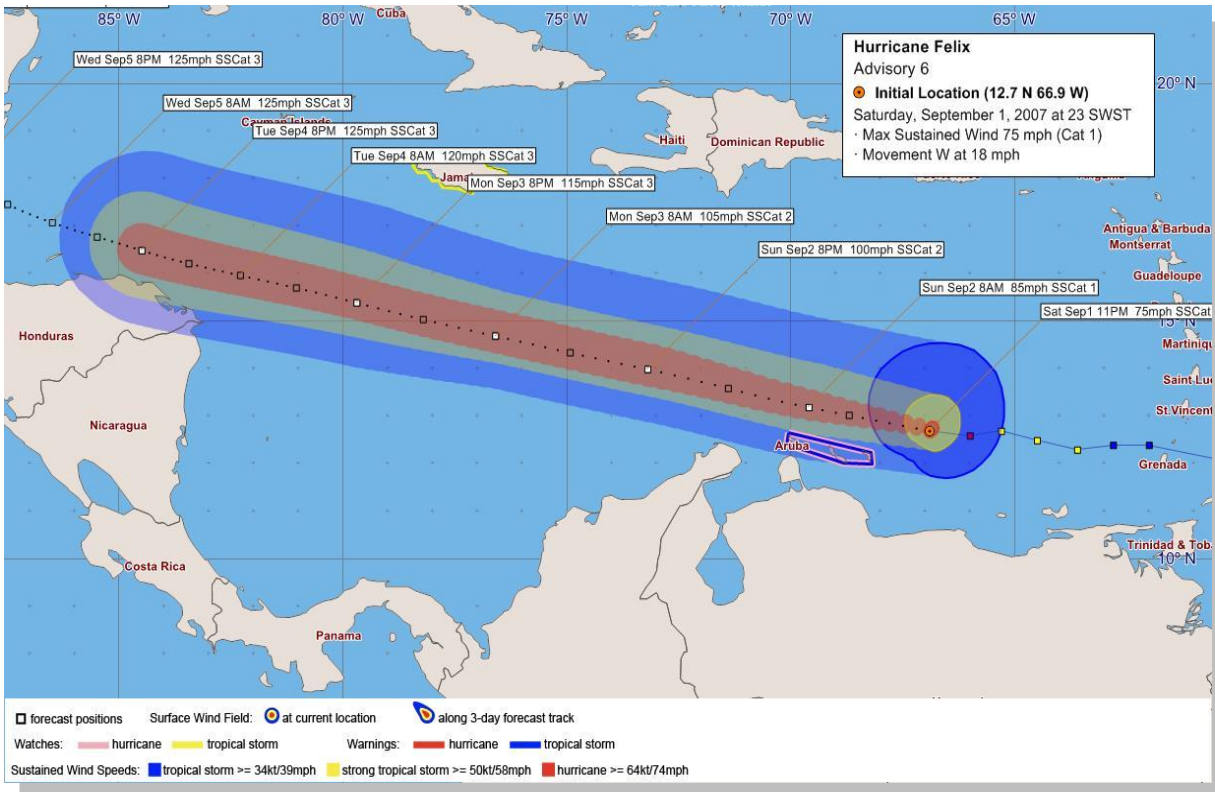 85° W
80° W
75° W
70° W
65° W
Cuba
Hurricane Felix
Advisory 6
Initial Location (12.7 N 66.9 W)
Saturday, September 1, 2007 at 23 SWST
· Max Sustained Wind 75 mph (Cat 1)
· Movement W at 18 mph
20° N
Wed Sep5 8PM 125mph SSCat 3
Wed Sep5 8AM 125mph SSCat 3
Cayman Islands
Tue Sep4 8PM 125mph SSCat 3
Haiti
Dominican Republic
Tue Sep4 8AM 120mph SSCat 3
Jama
Mon Sep3 8PM 115mph SSCat 3
Mon Sep3 8AM 105mph SSCat 2
Antigua & Barbuda
Montserrat
Sun Sep2 8PM 100mph SSCat 2
Guadeloupe
Sun Sep2 8AM 85mph SSCat 1
Sat Sep1 11PM 75mph SSCat
15° N
Honduras
Martiniqu
Saint Luc
St.Vincent
Nicaragua
Aruba
Grenada
Trinidad & Tob
10° N
Costa Rica
Panama
forecast positions Surface Wind Field: at current location along 3-day forecast track
Watches: hurricane tropical storm Warnings: hurricane tropical storm
Sustained Wind Speeds: tropical storm >= 34kt/39mph strong tropical storm >= 50kt/58mph hurricane >= 64kt/74mph